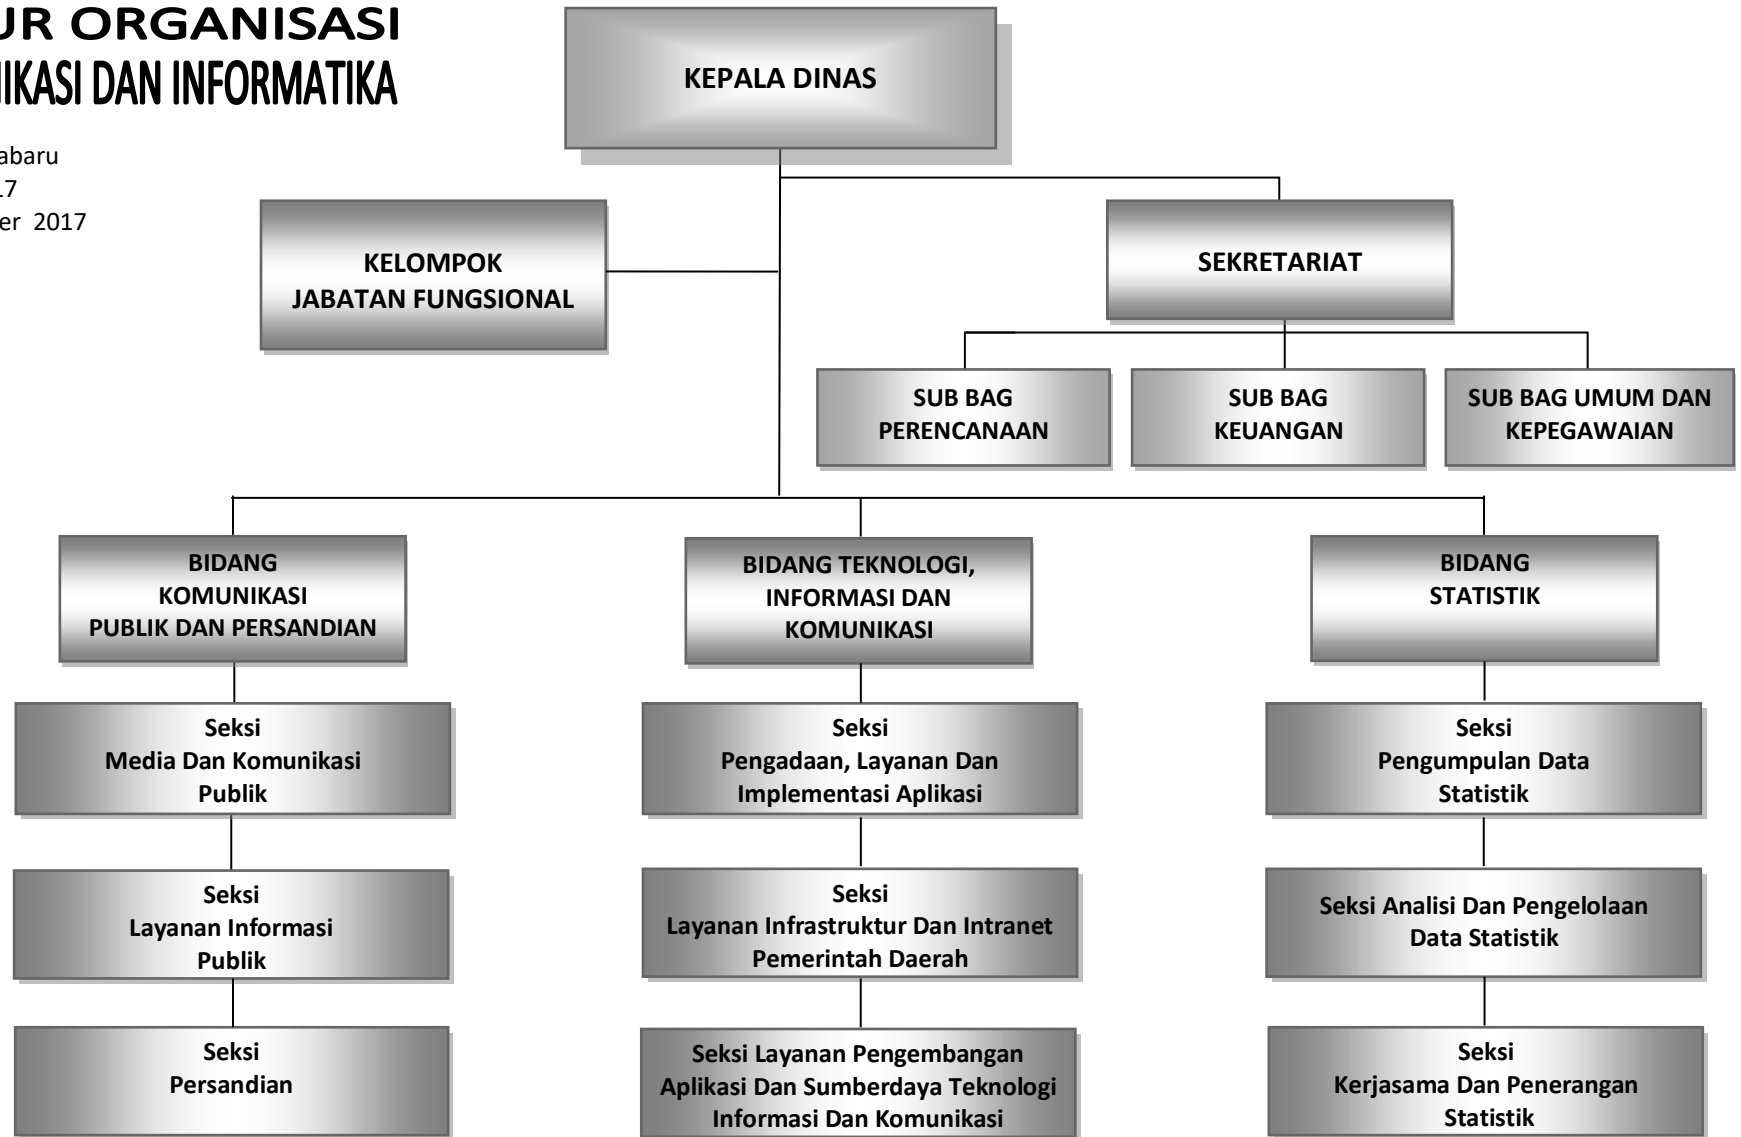 UR ORGANISASI
NIKASI DAN INFORMATIKA
abaru
17
er 2017
KEPALA DINAS
KELOMPOK
JABATAN FUNGSIONAL
SEKRETARIAT
SUB BAG
PERENCANAAN
SUB BAG
KEUANGAN
SUB BAG UMUM DAN
KEPEGAWAIAN
BIDANG
KOMUNIKASI
PUBLIK DAN PERSANDIAN
BIDANG TEKNOLOGI,
INFORMASI DAN
KOMUNIKASI
BIDANG
STATISTIK
Seksi
Media Dan Komunikasi
Publik
Seksi
Pengadaan, Layanan Dan
Implementasi Aplikasi
Seksi
Pengumpulan Data
Statistik
Seksi
Layanan Informasi
Publik
Seksi
Layanan Infrastruktur Dan Intranet
Pemerintah Daerah
Seksi Analisi Dan Pengelolaan
Data Statistik
Seksi
Persandian
Seksi Layanan Pengembangan
Aplikasi Dan Sumberdaya Teknologi
Informasi Dan Komunikasi
Seksi
Kerjasama Dan Penerangan
Statistik